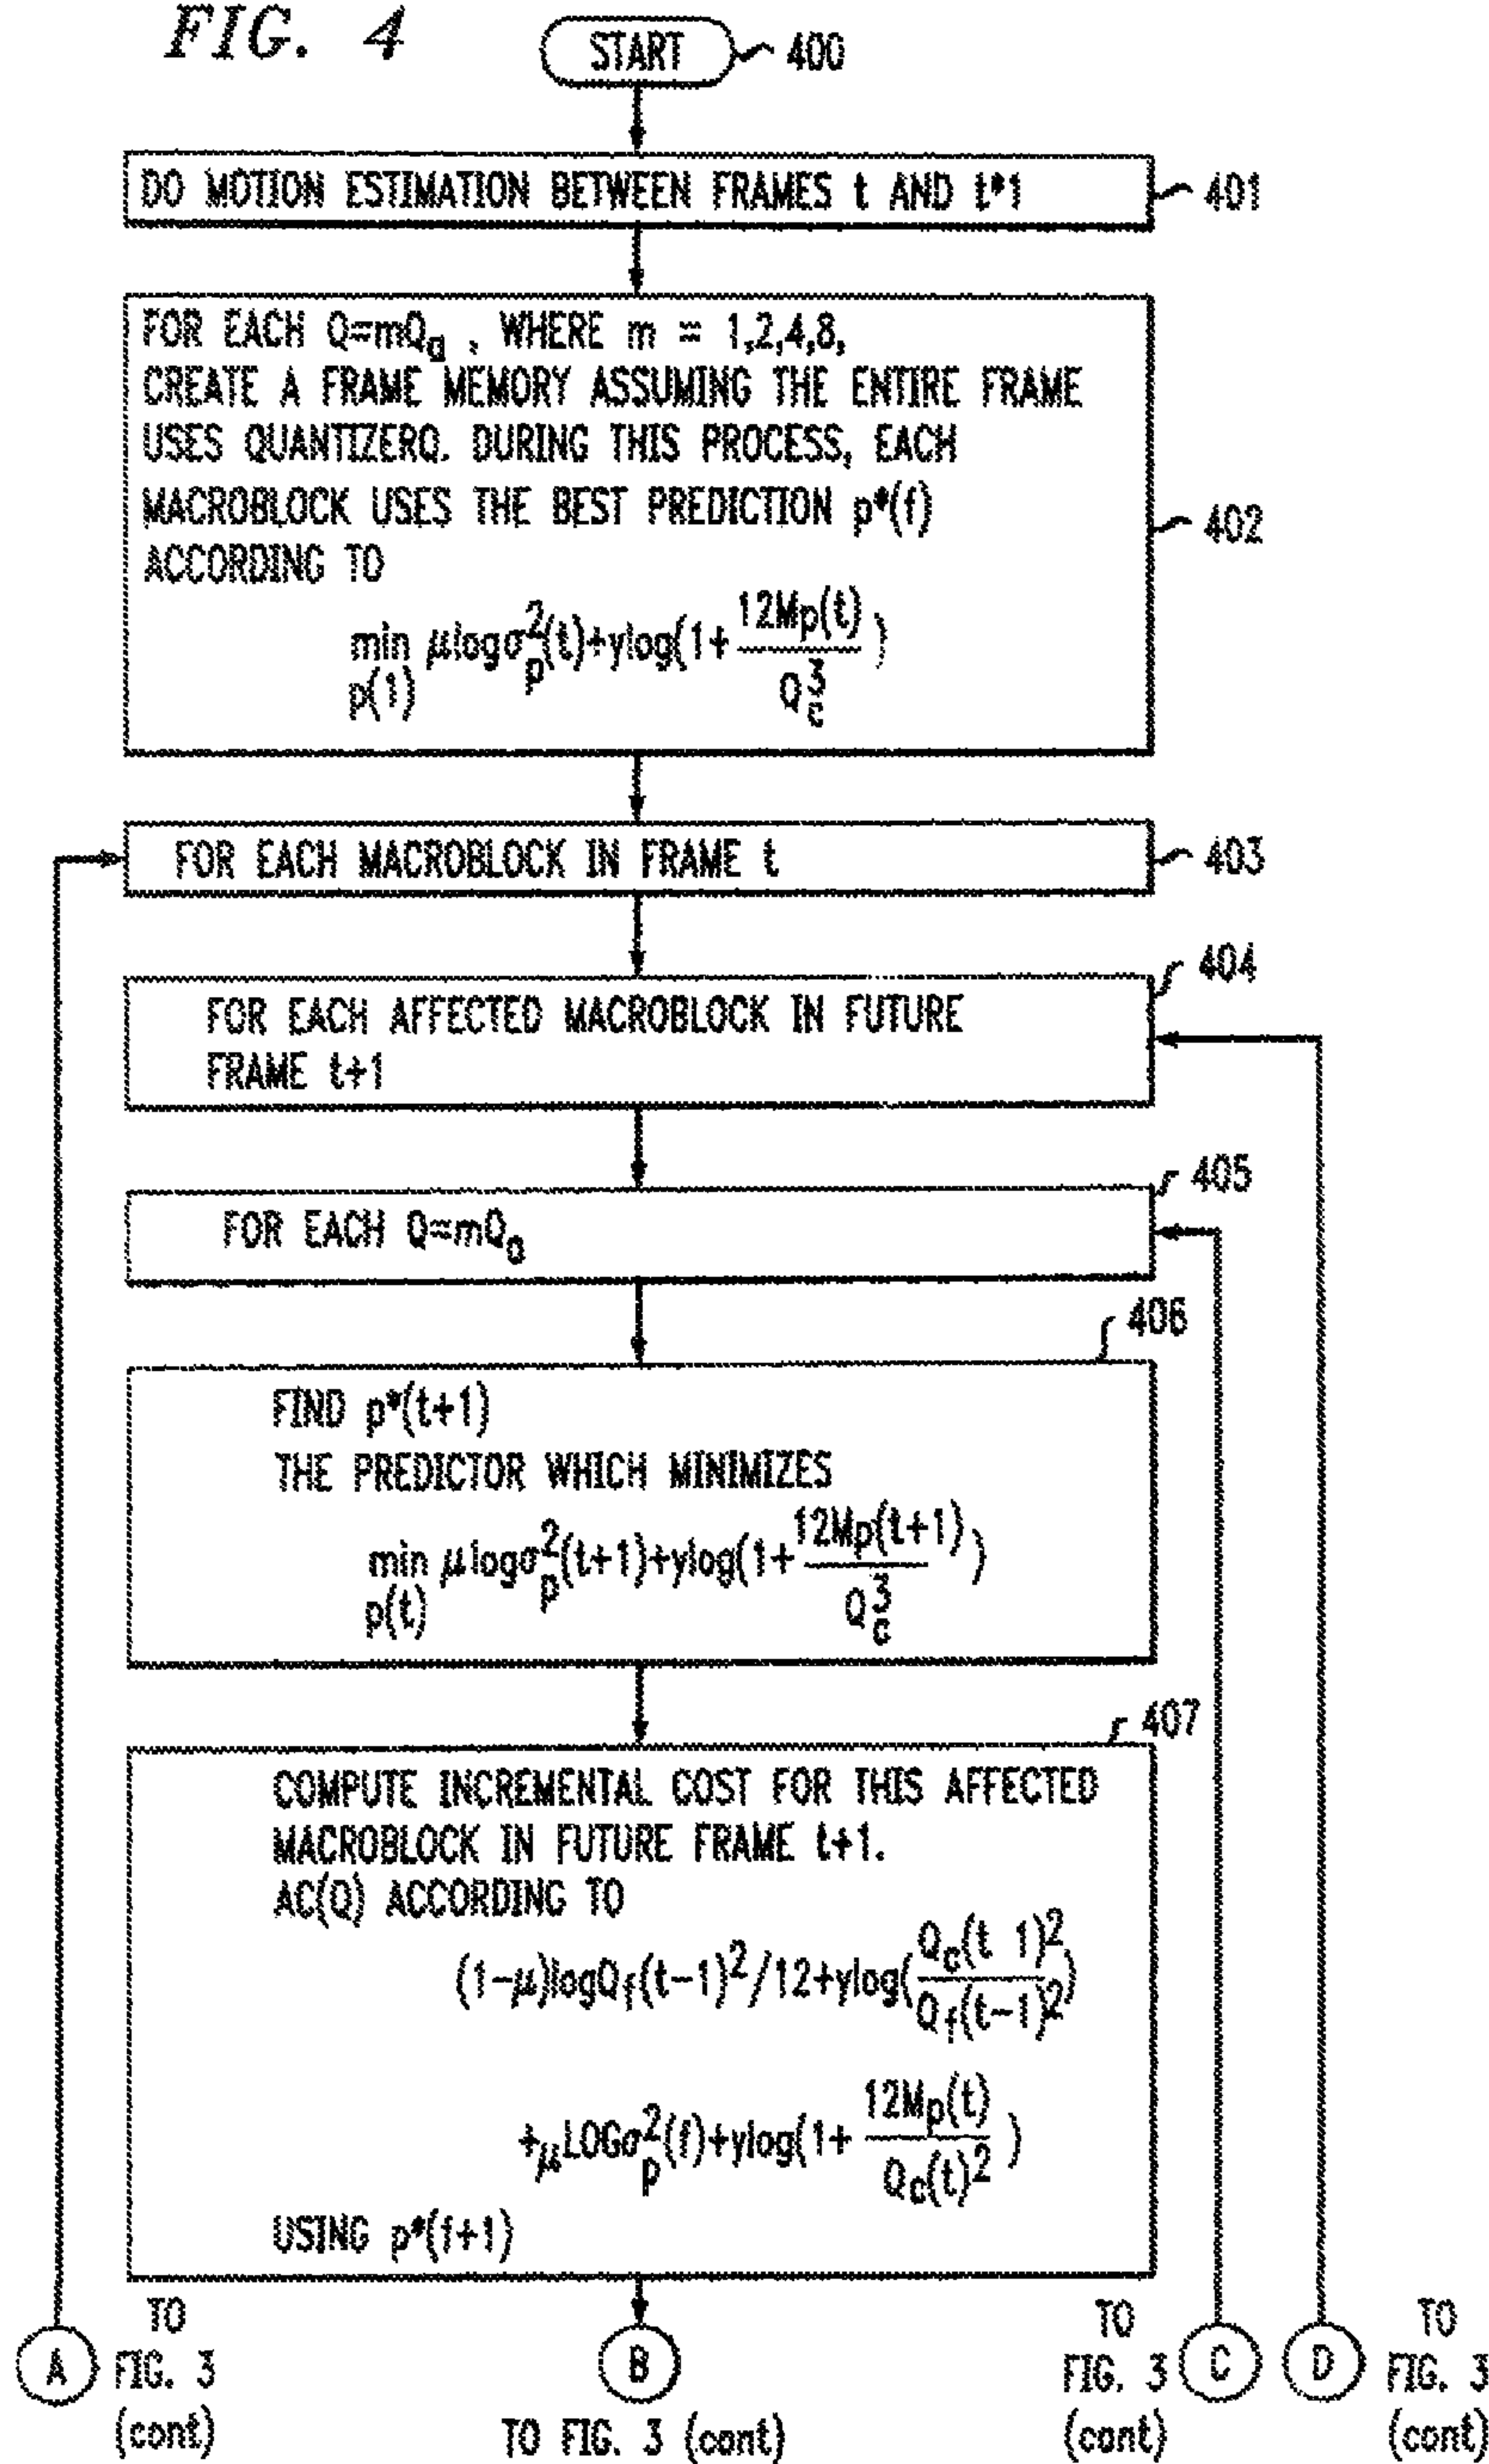 FIG. 4
START
400
DO MOTION ESTIMATION BETWEEN FRAMES t AND t*1
401
FOR EACH Q=mQ₀ , WHERE m = 1,2,4,8,
CREATE A FRAME MEMORY ASSUMING THE ENTIRE FRAME
USES QUANTIZERQ. DURING THIS PROCESS, EACH
MACROBLOCK USES THE BEST PREDICTION p*(f)
ACCORDING TO
402
min p(1) μlogσ²p(t)+ylog(1+ 12Mp(t) / Q³c )
FOR EACH MACROBLOCK IN FRAME t
403
404
FOR EACH AFFECTED MACROBLOCK IN FUTURE
FRAME t+1
405
FOR EACH Q=mQ₀
406
FIND p*(t+1)
THE PREDICTOR WHICH MINIMIZES
min p(t) μlogσ²p(t+1)+ylog(1+ 12Mp(t+1) / Q³c )
407
COMPUTE INCREMENTAL COST FOR THIS AFFECTED
MACROBLOCK IN FUTURE FRAME t+1.
AC(Q) ACCORDING TO
(1-μ)logQf(t-1)²/12+ylog( Qc(t 1)² / Qf(t-1)² )
+μLOGσ²p(f)+ylog(1+ 12Mp(t) / Qc(t)² )
USING p*(f+1)
A
TO
FIG. 3
(cont)
B
TO FIG. 3 (cont)
TO
FIG. 3
(cont)
C
D
TO
FIG. 3
(cont)